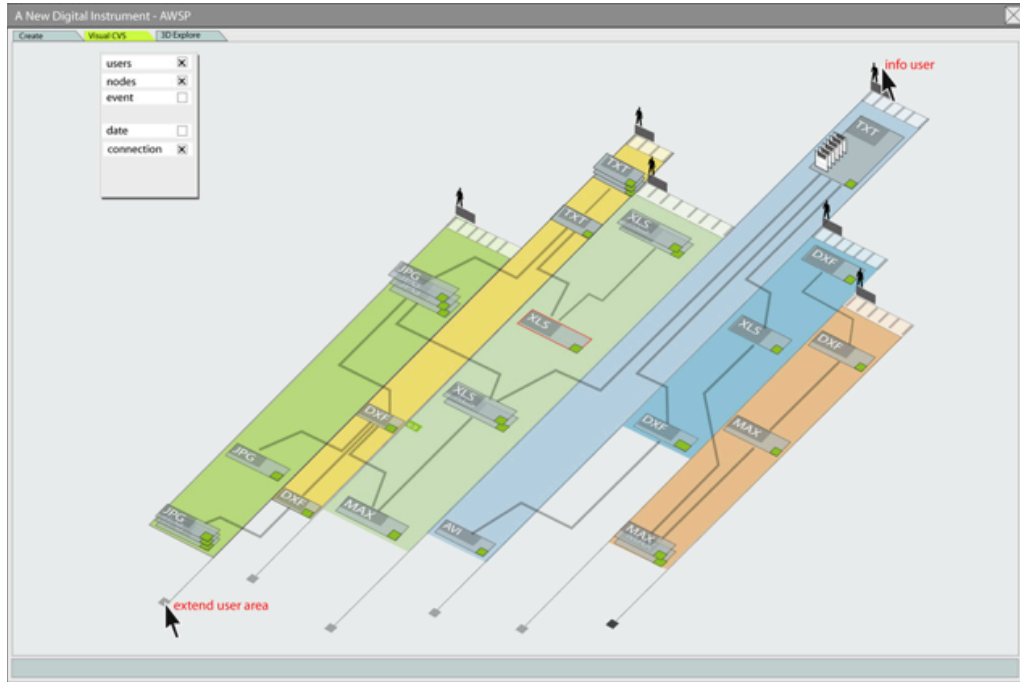 A New Digital Instrument - AWSP
Create
Visual CVS
3D Explore
users
nodes
event
date
connection
info user
TXT
TXT
TXT
XLS
DXF
JPG
XLS
XLS
DXF
XLS
DXF
MAX
JPG
DXF
DXF
MAX
JPG
AVI
MAX
extend user area